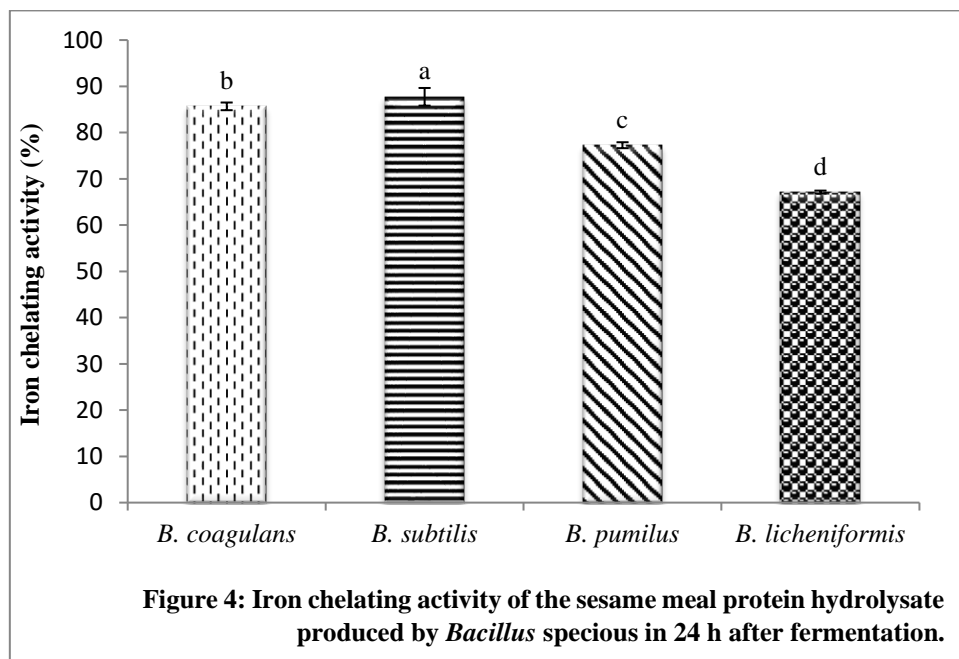 Iron chelating activity (%)
100
90
80
70
60
50
40
30
20
10
0
b
a
c
d
B. coagulans
B. subtilis
B. pumilus
B. licheniformis
Figure 4: Iron chelating activity of the sesame meal protein hydrolysate
produced by Bacillus specious in 24 h after fermentation.